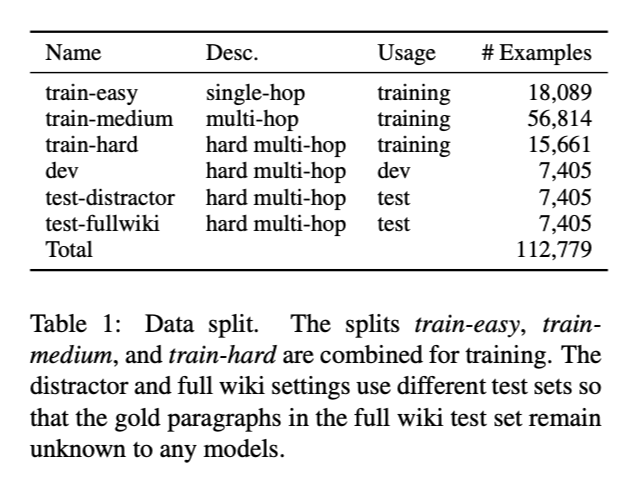 Name Desc. Usage # Examples
train-easy single-hop training 18,089
train-medium multi-hop training 56,814
train-hard hard multi-hop training 15,661
dev hard multi-hop dev 7,405
test-distractor hard multi-hop test 7,405
test-fullwiki hard multi-hop test 7,405
Total 112,779
Table 1: Data split. The splits train-easy, train-
medium, and train-hard are combined for training. The
distractor and full wiki settings use different test sets so
that the gold paragraphs in the full wiki test set remain
unknown to any models.